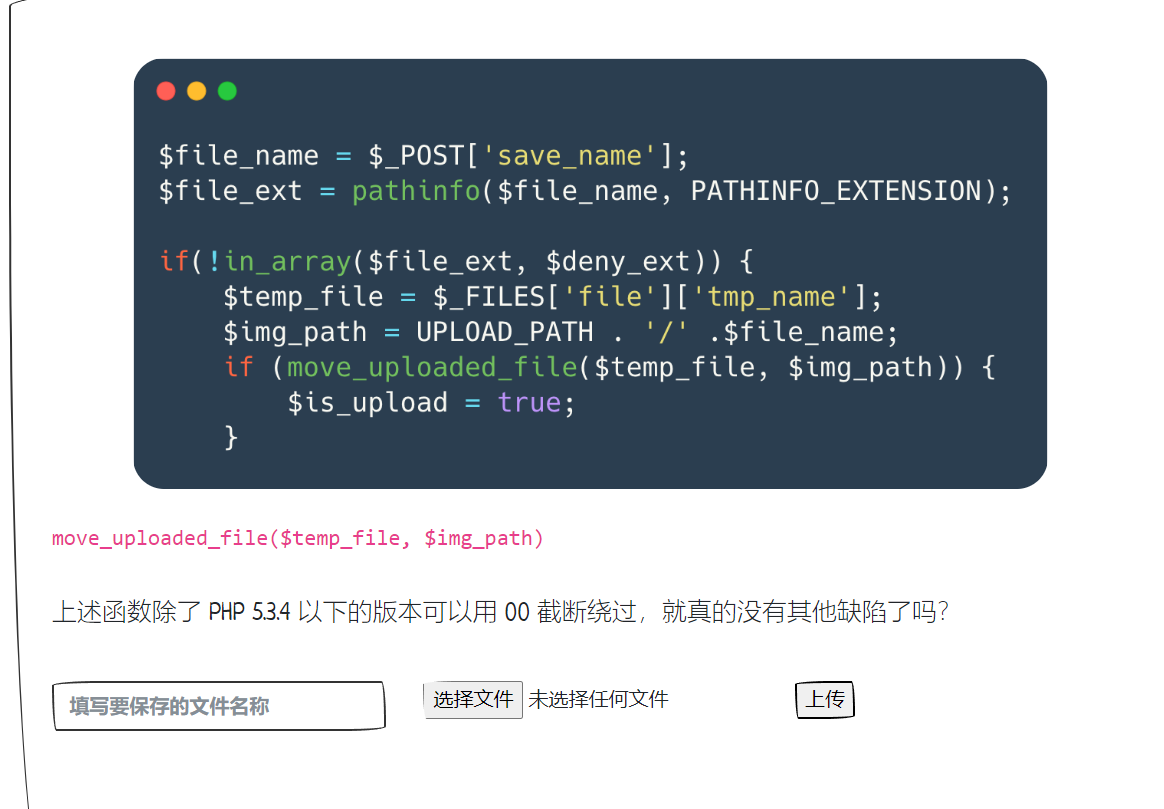 $file_name = $_POST['save_name'];
$file_ext = pathinfo($file_name, PATHINFO_EXTENSION);
if(!in_array($file_ext, $deny_ext)) {
    $temp_file = $_FILES['file']['tmp_name'];
    $img_path = UPLOAD_PATH . '/' .$file_name;
    if (move_uploaded_file($temp_file, $img_path)) {
        $is_upload = true;
    }
move_uploaded_file($temp_file, $img_path)
上述函数除了 PHP 5.3.4 以下的版本可以用 00 截断绕过，就真的没有其他缺陷了吗？
填写要保存的文件名称 选择文件 未选择任何文件 上传